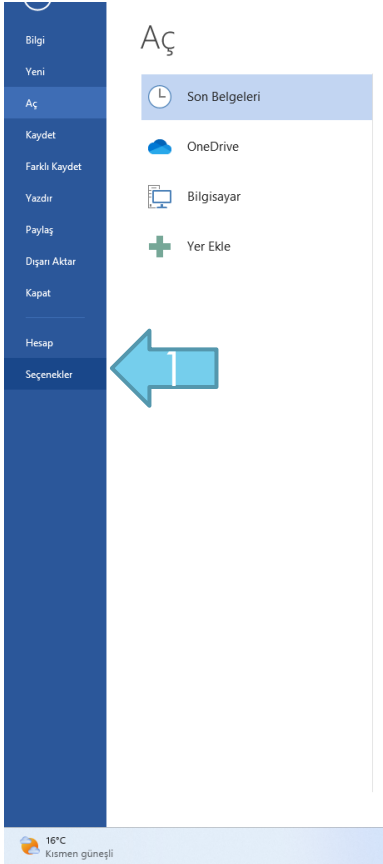 Bilgi
Yeni
Aç
Kaydet
Farklı Kaydet
Yazdır
Paylaş
Dışarı Aktar
Kapat
Hesap
Seçenekler
Aç
Son Belgeleri
OneDrive
Bilgisayar
Yer Ekle
1
16°C
Kısmen güneşli